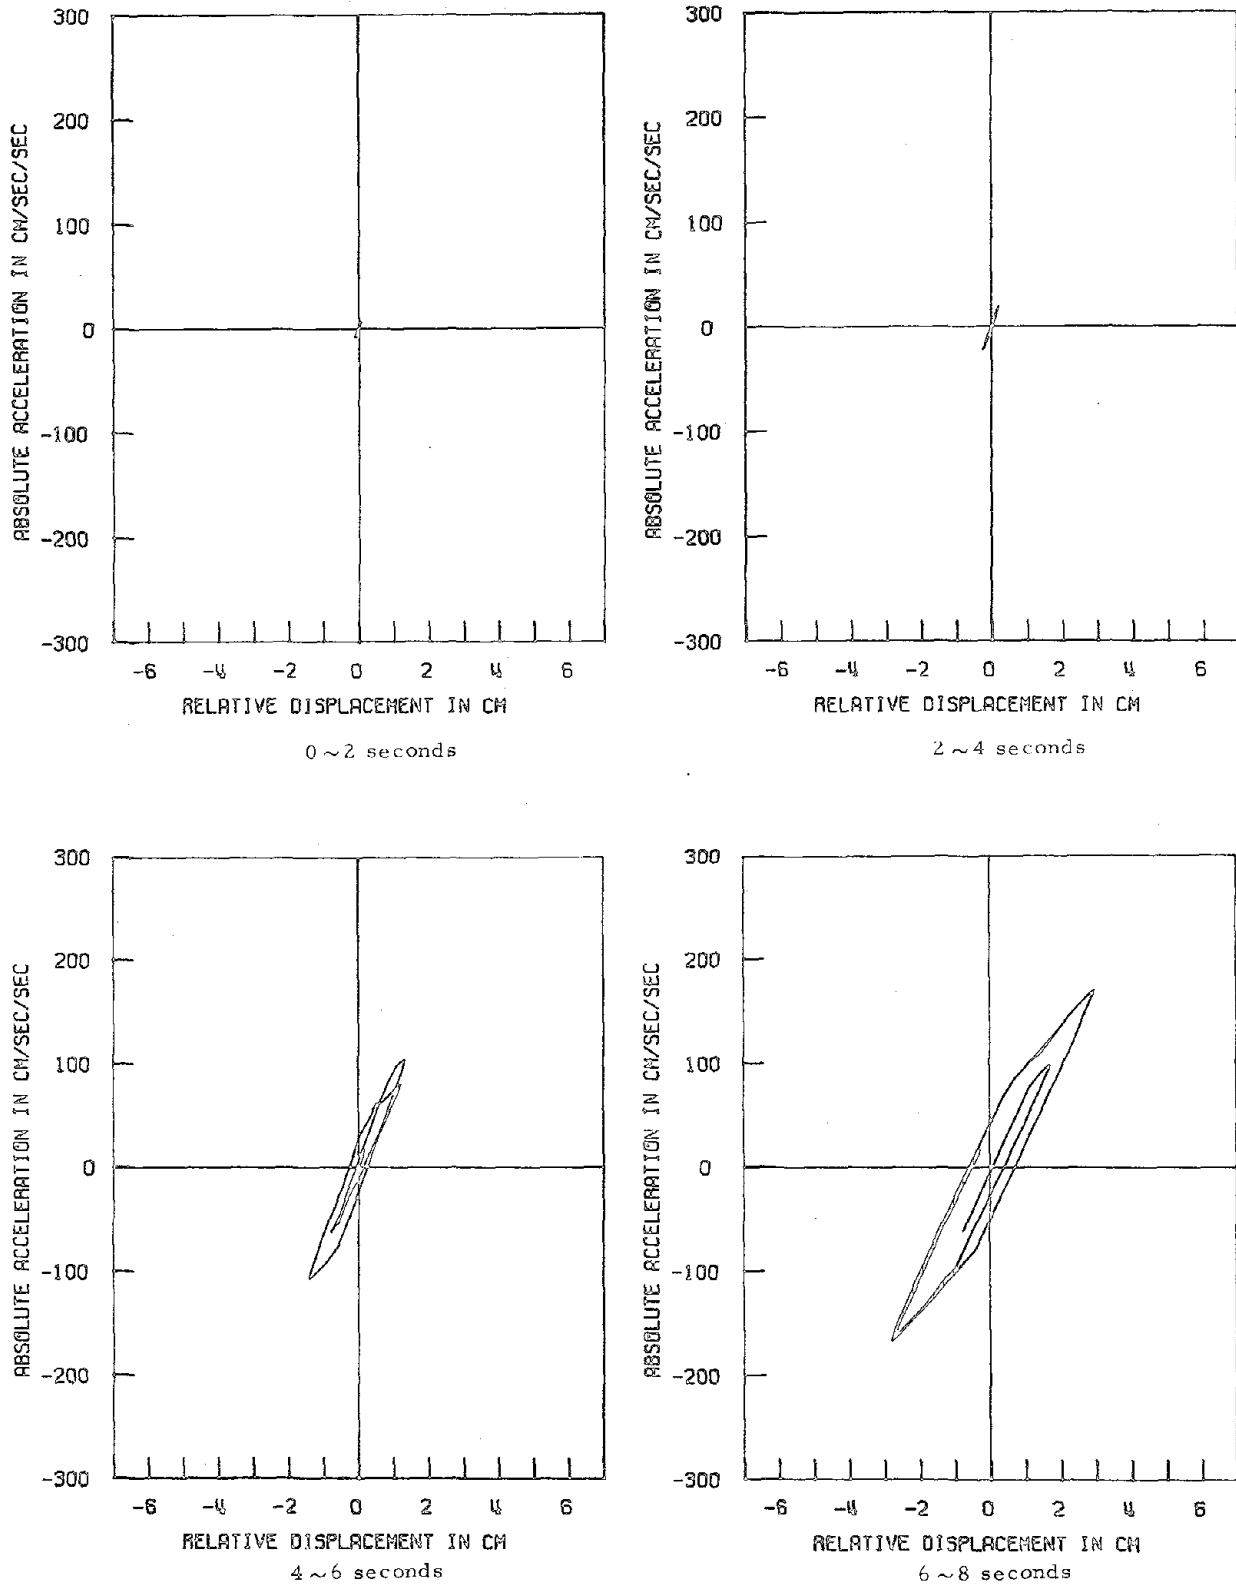 300
200
100
0
-100
-200
-300
ABSOLUTE ACCELERATION IN CM/SEC/SEC
-6 -4 -2 0 2 4 6
RELATIVE DISPLACEMENT IN CM
0 ~ 2 seconds
300
200
100
0
-100
-200
-300
ABSOLUTE ACCELERATION IN CM/SEC/SEC
-6 -4 -2 0 2 4 6
RELATIVE DISPLACEMENT IN CM
2 ~ 4 seconds
300
200
100
0
-100
-200
-300
ABSOLUTE ACCELERATION IN CM/SEC/SEC
-6 -4 -2 0 2 4 6
RELATIVE DISPLACEMENT IN CM
4 ~ 6 seconds
300
200
100
0
-100
-200
-300
ABSOLUTE ACCELERATION IN CM/SEC/SEC
-6 -4 -2 0 2 4 6
RELATIVE DISPLACEMENT IN CM
6 ~ 8 seconds